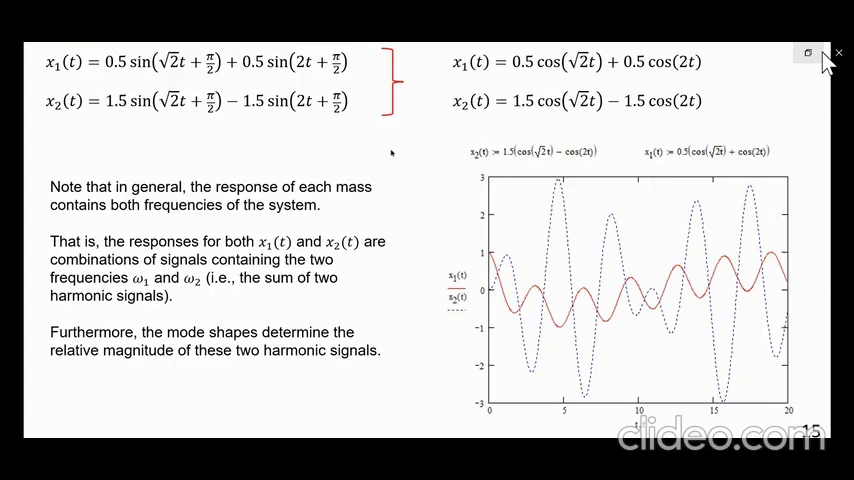 x₁(t) = 0.5 sin(√2t + π/2) + 0.5 sin(2t + π/2)
x₂(t) = 1.5 sin(√2t + π/2) − 1.5 sin(2t + π/2)
x₁(t) = 0.5 cos(√2t) + 0.5 cos(2t)
x₂(t) = 1.5 cos(√2t) − 1.5 cos(2t)
Note that in general, the response of each mass
contains both frequencies of the system.
That is, the responses for both x₁(t) and x₂(t) are
combinations of signals containing the two
frequencies ω₁ and ω₂ (i.e., the sum of two
harmonic signals).
Furthermore, the mode shapes determine the
relative magnitude of these two harmonic signals.
x₂(t) := 1.5(cos(√2t) − cos(2t)) x₁(t) := 0.5(cos(√2t) + cos(2t))
3
2
1
0
−1
−2
−3
x₁(t)
x₂(t)
0 5 10 15 20
t
15
clideo.com